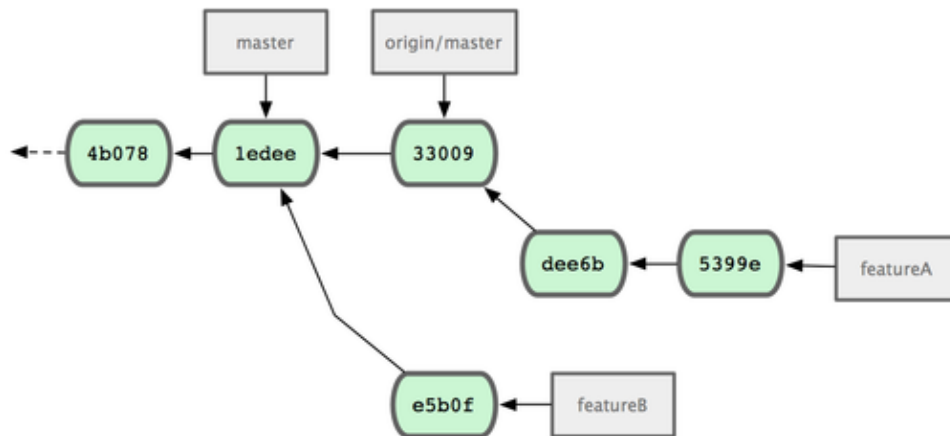 master
origin/master
4b078
1edee
33009
dee6b
5399e
featureA
e5b0f
featureB